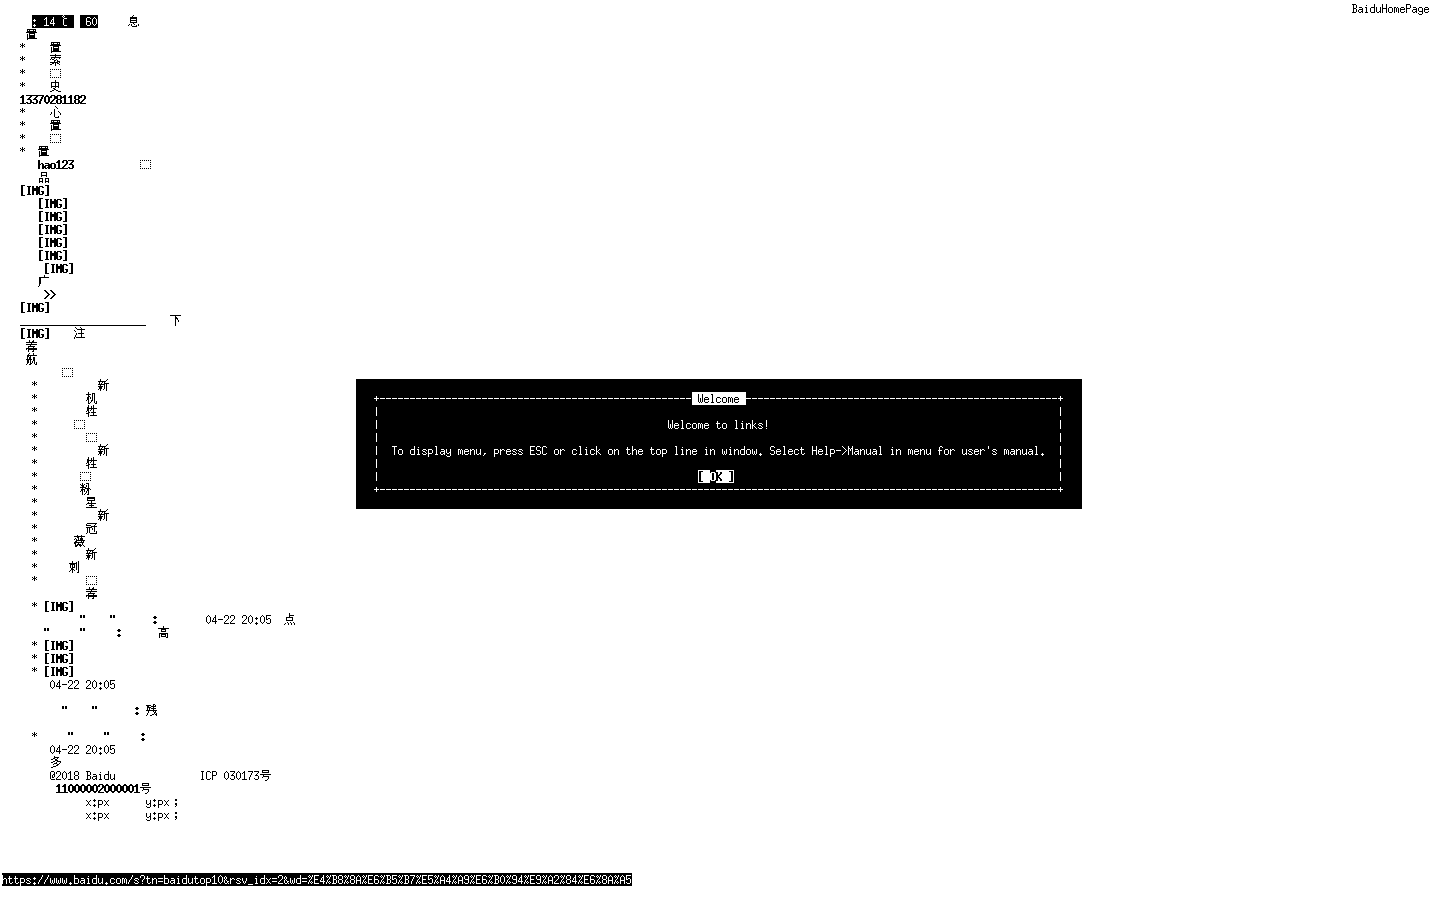 BaiduHomePage
: 14 ℃ 60 息
置
* 置
* 索
*
* 史
13370281182
* 心
* 置
*
* 置
hao123
品
[IMG]
[IMG]
[IMG]
[IMG]
[IMG]
[IMG]
[IMG]
广
>>
[IMG]
下
[IMG] 注
荐
航
* 新
* 机
* 性
*
*
* 新
* 性
*
* 粉
* 星
* 新
* 冠
* 薇
* 新
* 刺
*
荐
* [IMG]
" " : 04-22 20:05 点
" " : 高
* [IMG]
* [IMG]
* [IMG]
04-22 20:05
" " : 残
* " " :
04-22 20:05
多
@2018 Baidu ICP 030173号
11000002000001号
x:px y:px;
x:px y:px;
Welcome
Welcome to links!
To display menu, press ESC or click on the top line in window. Select Help->Manual in menu for user's manual.
[ OK ]
https://www.baidu.com/s?tn=baidutop10&rsv_idx=2&wd=%E4%B8%8A%E6%B5%B7%E5%A4%A9%E6%B0%94%E9%A2%84%E6%8A%A5